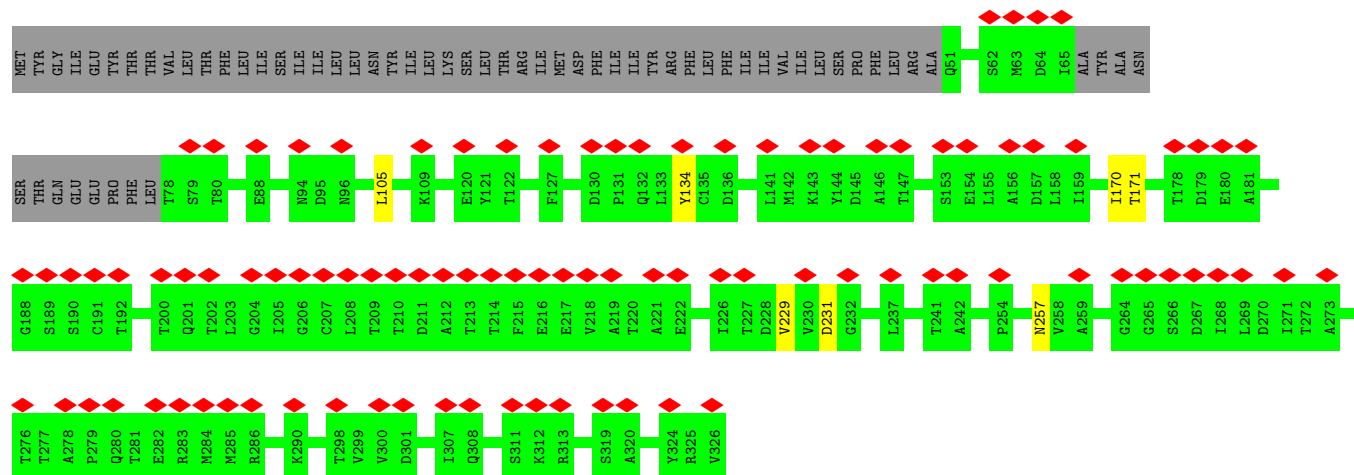 MET TYR GLY ILE GLU TYR THR THR VAL LEU THR PHE LEU ILE SER ILE ILE LEU LEU ASN TYR ILE LEU LYS SER LEU THR ARG ILE MET ASP PHE ILE ILE TYR ARG PHE LEU PHE ILE ILE VAL ILE LEU SER PRO PHE LEU ARG ALA Q51 S62 M63 D64 I65 ALA TYR ALA ASN
SER THR GLN GLU GLU PRO PHE LEU T78 S79 T80 E88 N94 D95 N96 L105 K109 E120 Y121 T122 F127 D130 P131 Q132 L133 Y134 C135 D136 L141 M142 K143 Y144 D145 A146 T147 S153 E154 L155 A156 D157 L158 I159 I170 T171 T178 D179 E180 A181
G188 S189 S190 C191 T192 T200 Q201 T202 L203 G204 I205 G206 C207 L208 T209 T210 D211 A212 T213 T214 F215 E216 E217 V218 A219 T220 A221 E222 I226 T227 D228 V229 V230 D231 G232 L237 T241 A242 P254 N257 V258 A259 G264 G265 S266 D267 I268 L269 D270 I271 T272 A273
T276 T277 A278 P279 Q280 T281 E282 R283 M284 M285 R286 K290 T298 V299 V300 D301 I307 Q308 S311 K312 R313 S319 A320 Y324 R325 V326